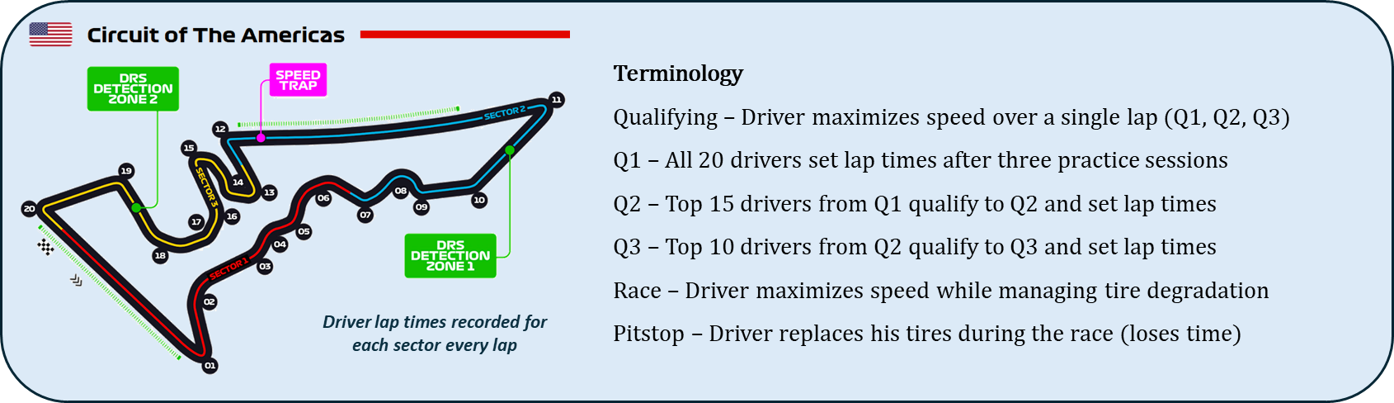 Circuit of The Americas
DRS
DETECTION
ZONE 2
SPEED
TRAP
11
SECTOR 2
12
15
19
14
13
SECTOR 3
20
16
17
18
10
09
08
07
06
05
04
03
SECTOR 1
02
01
DRS
DETECTION
ZONE 1
Driver lap times recorded for
each sector every lap
Terminology
Qualifying – Driver maximizes speed over a single lap (Q1, Q2, Q3)
Q1 – All 20 drivers set lap times after three practice sessions
Q2 – Top 15 drivers from Q1 qualify to Q2 and set lap times
Q3 – Top 10 drivers from Q2 qualify to Q3 and set lap times
Race – Driver maximizes speed while managing tire degradation
Pitstop – Driver replaces his tires during the race (loses time)